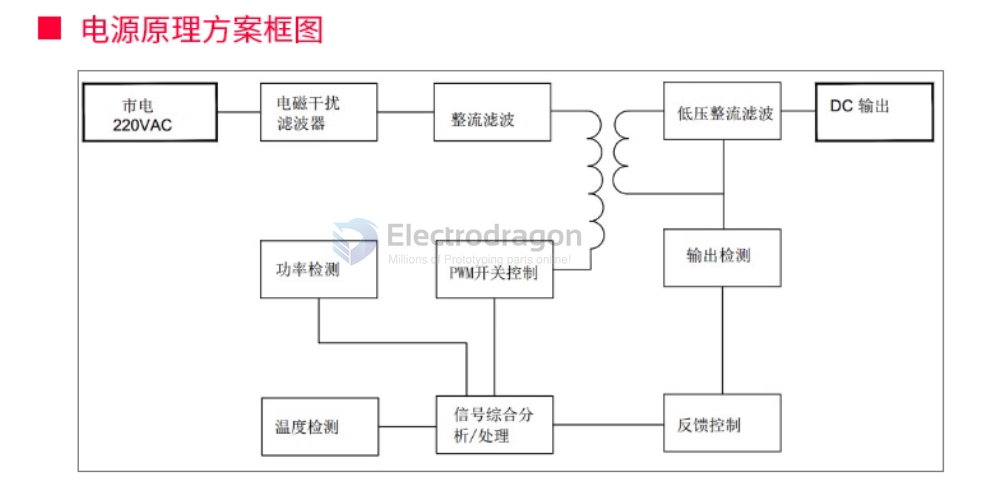 电源原理方案框图
市电
220VAC
电磁干扰
滤波器
整流滤波
低压整流滤波
DC 输出
Electrodragon
Millions of Prototyping parts online!
功率检测
PWM开关控制
输出检测
温度检测
信号综合分
析/处理
反馈控制